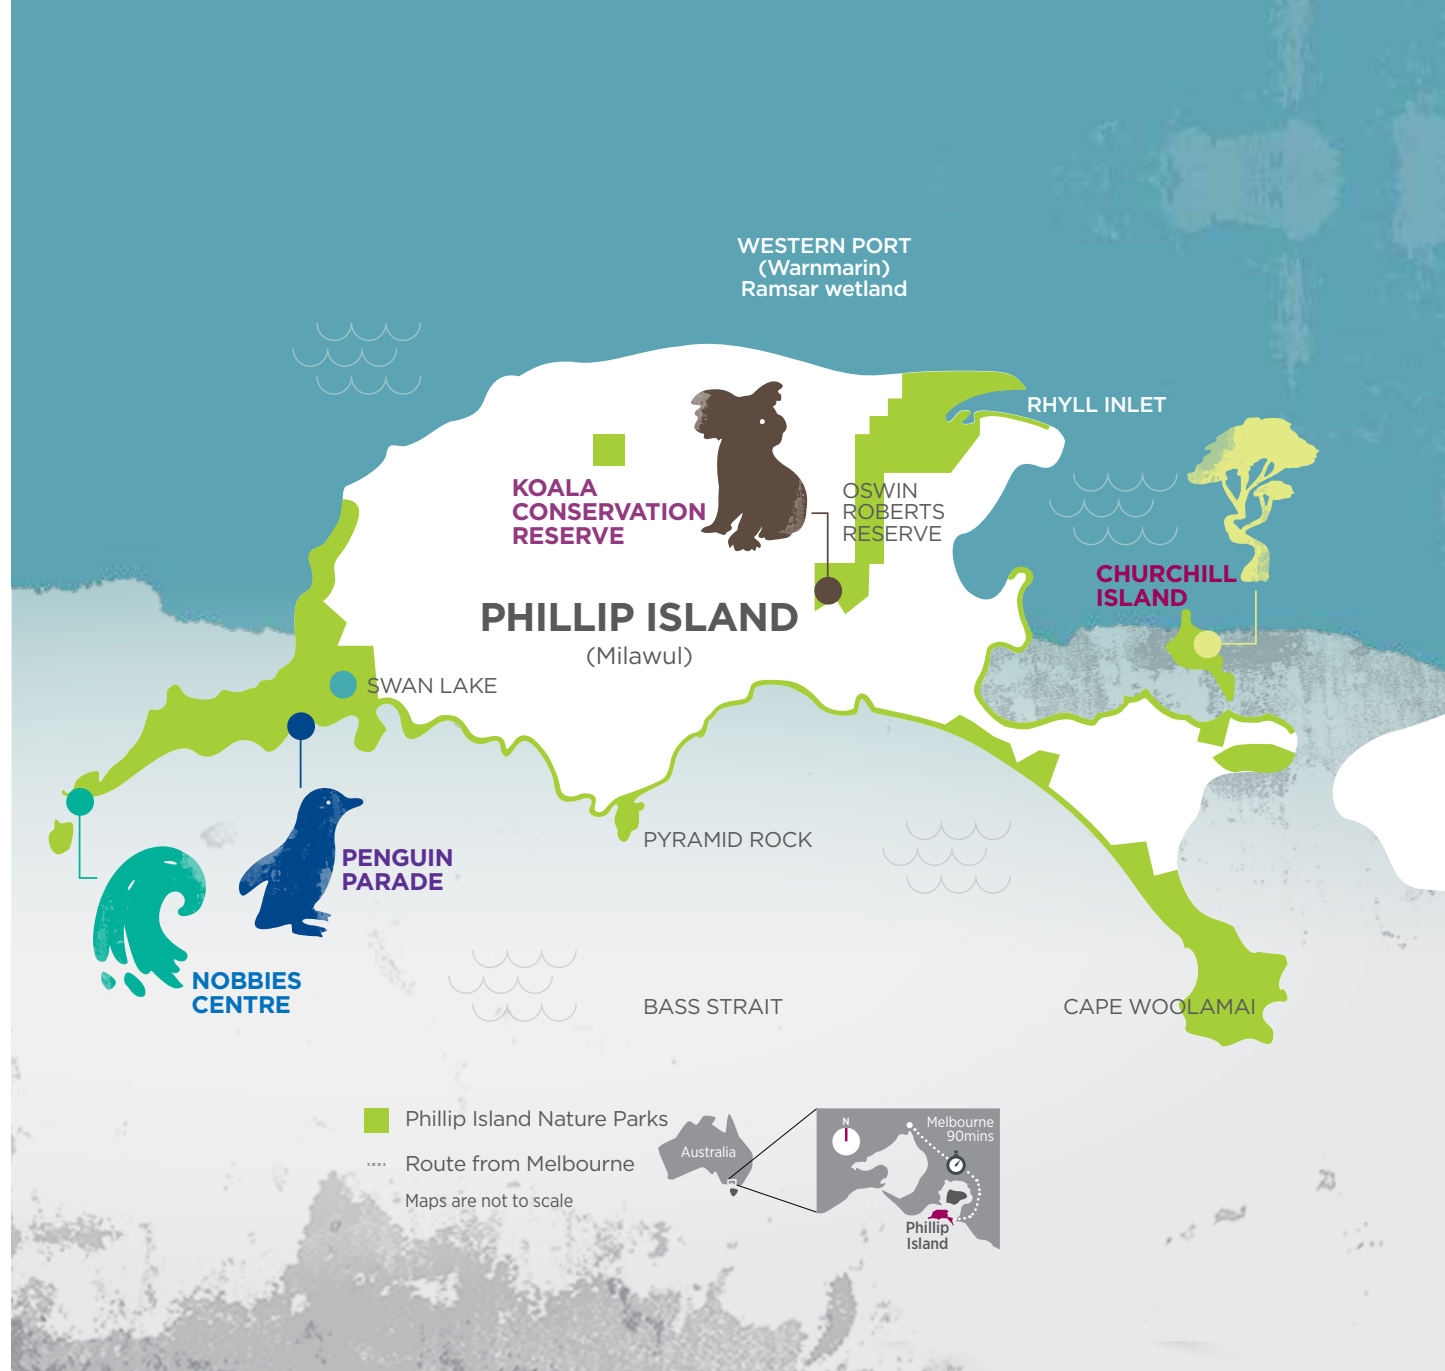 WESTERN PORT
(Warnmarin)
Ramsar wetland
RHYLL INLET
KOALA
CONSERVATION
RESERVE
OSWIN
ROBERTS
RESERVE
CHURCHILL
ISLAND
PHILLIP ISLAND
(Milawul)
SWAN LAKE
PYRAMID ROCK
PENGUIN
PARADE
NOBBIES
CENTRE
BASS STRAIT
CAPE WOOLAMAI
Phillip Island Nature Parks
Route from Melbourne
Maps are not to scale
Australia
N
Melbourne
90mins
Phillip
Island